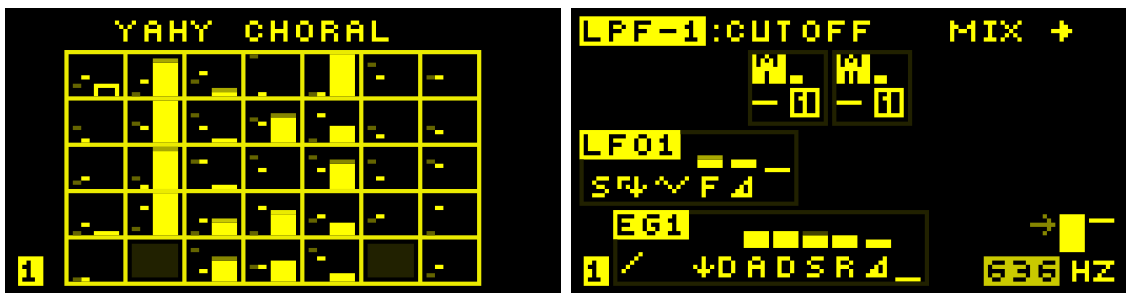 YAHY CHORAL
1
LPF-1:CUTOFF MIX →
LFO1
S F
EG1
1 / ↓DADSR
636 HZ